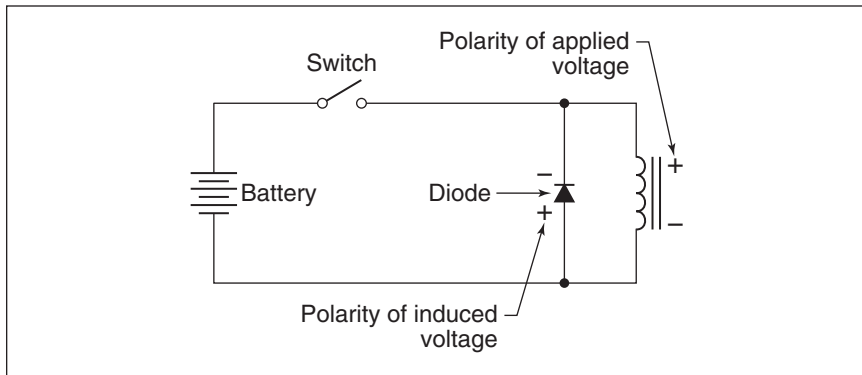 Polarity of applied
voltage
Switch
+
−
Battery
Diode
+
−
Polarity of induced
voltage